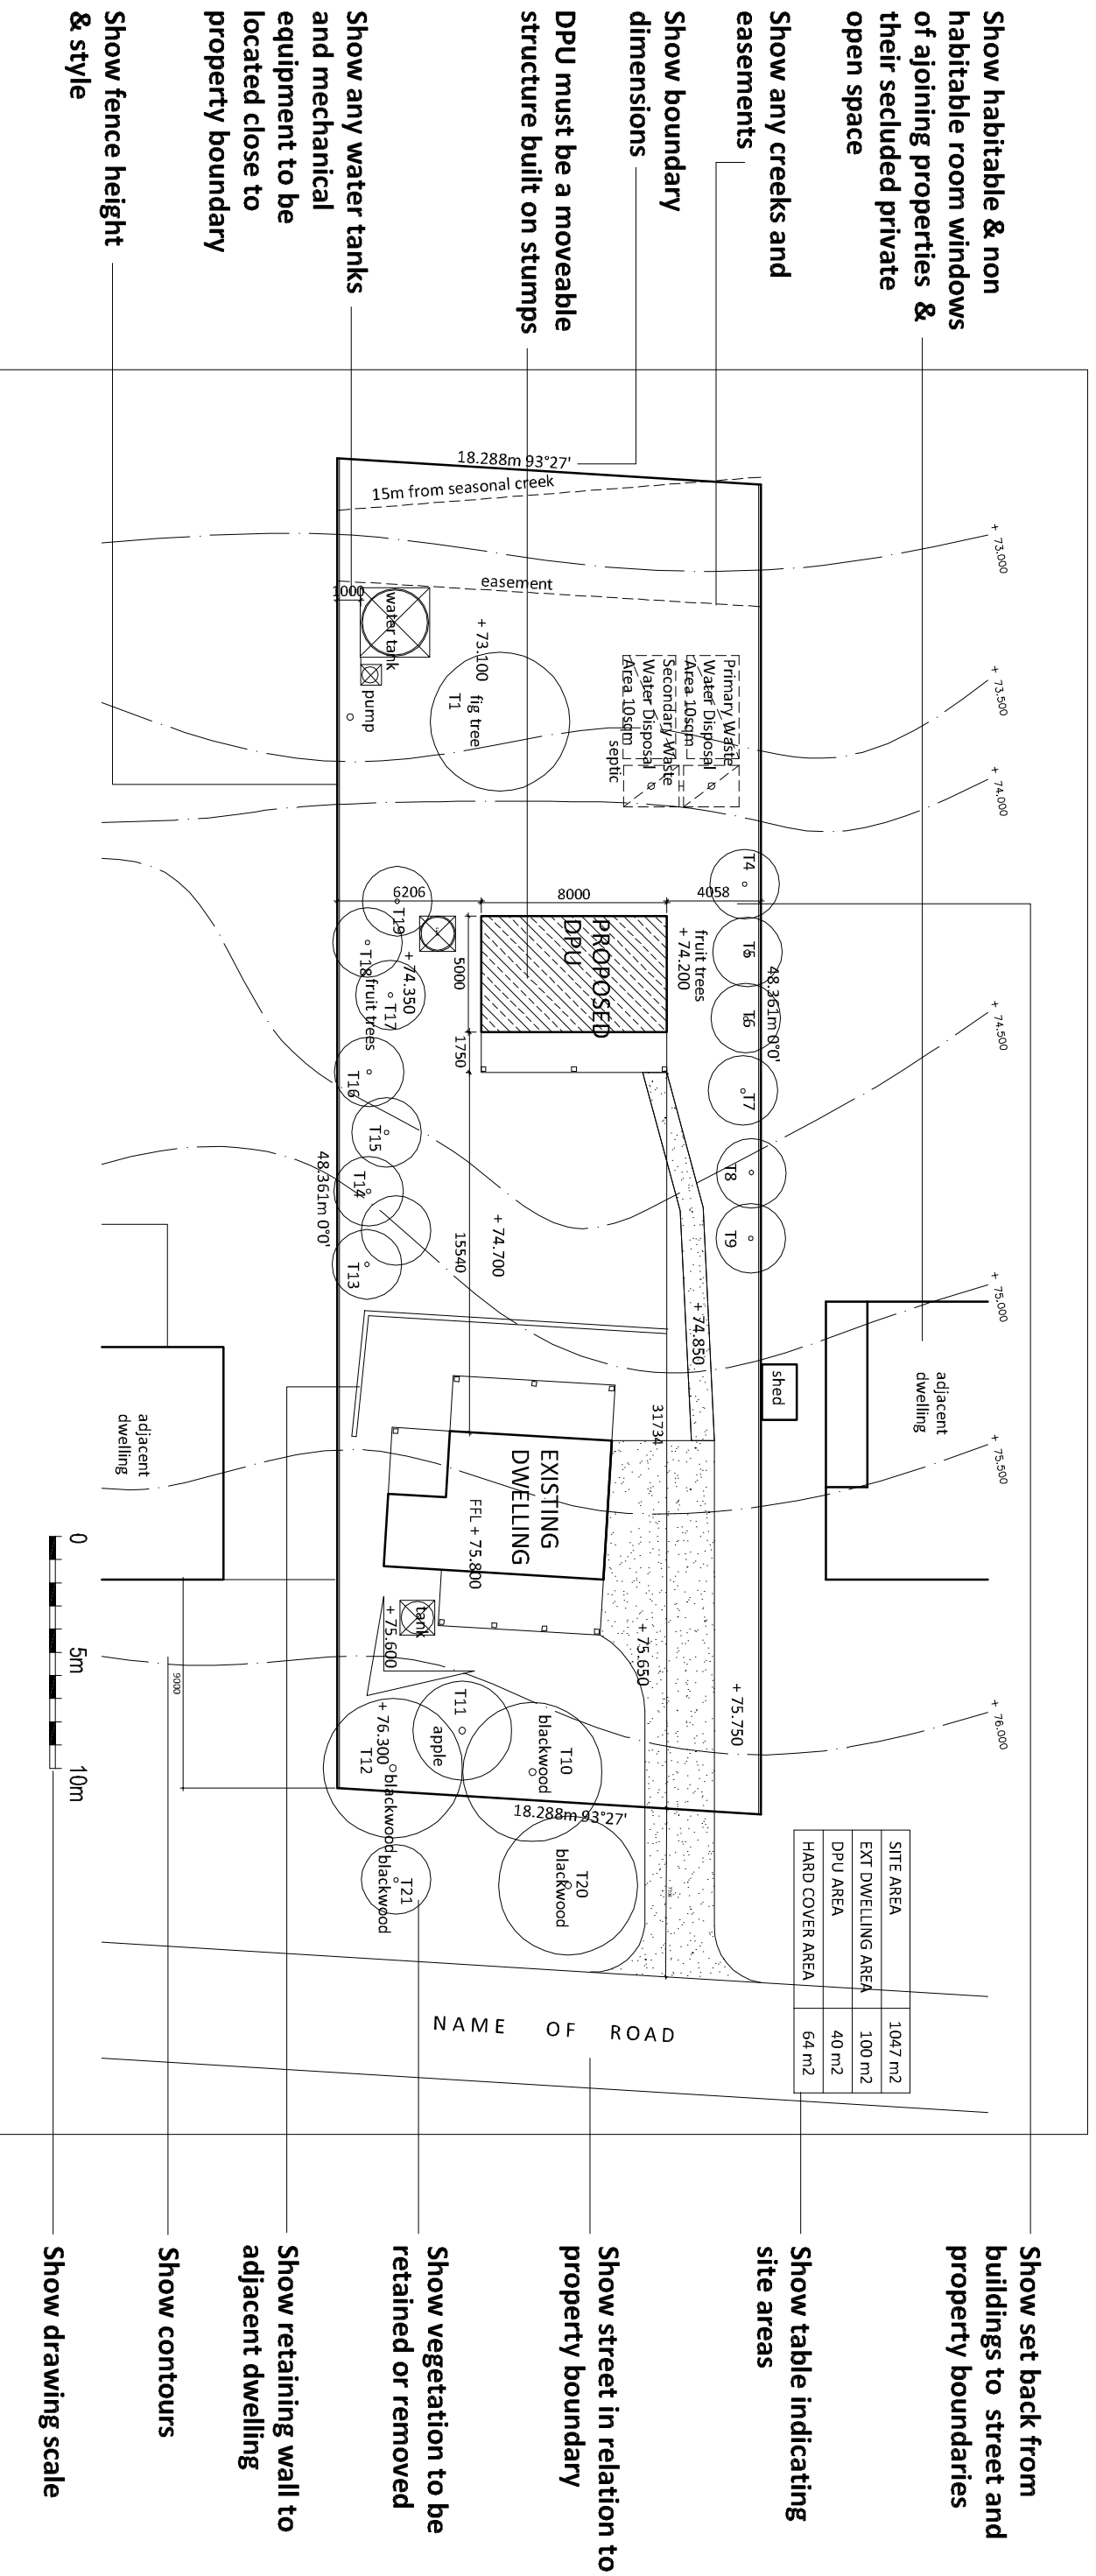 Show habitable & non
habitable room windows
of ajoining properties &
their secluded private
open space
Show any creeks and
easements
Show boundary
dimensions
DPU must be a moveable
structure built on stumps
Show any water tanks
and mechanical
equipment to be
located close to
property boundary
Show fence height
& style
+ 73.000
+ 73.500
+ 74.000
+ 74.500
+ 75.000
+ 75.500
+ 76.000
18.288m 93°27'
15m from seasonal creek
easement
1000
water tank
pump
+ 73.100
fig tree
T1
Primary Waste
Water Disposal
Area 10sqm
Secondary Waste
Water Disposal
Area 10sqm
septic
T4
T5
T6
T7
T8
T9
48.361m 0°0'
fruit trees
+ 74.200
4058
8000
6206
PROPOSED
DPU
5000
1750
15540
T19
T18
T17
+ 74.350
fruit trees
T16
T15
T14
T13
48.361m 0°0'
+ 74.700
+ 74.850
31734
shed
adjacent
dwelling
adjacent
dwelling
EXISTING
DWELLING
FFL + 75.800
tank
+ 75.600
+ 75.650
+ 75.750
T11
apple
T10
blackwood
+ 76.300
T12
blackwood
18.288m 93°27'
T20
blackwood
T21
blackwood
9000
SITE AREA 1047 m2
EXT DWELLING AREA 100 m2
DPU AREA 40 m2
HARD COVER AREA 64 m2
NAME OF ROAD
0 5m 10m
Show set back from
buildings to street and
property boundaries
Show table indicating
site areas
Show street in relation to
property boundary
Show vegetation to be
retained or removed
Show retaining wall to
adjacent dwelling
Show contours
Show drawing scale